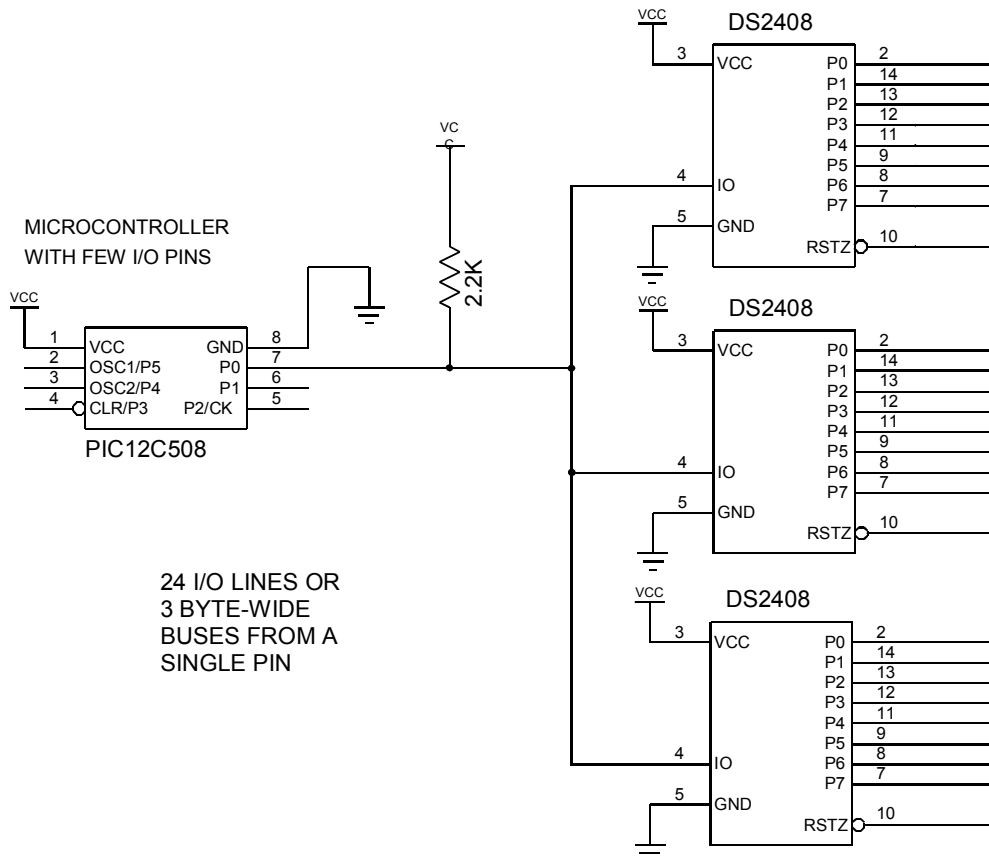 VCC
DS2408
3 VCC P0 2
P1 14
P2 13
P3 12
P4 11
P5 9
4 IO P6 8
P7 7
5 GND
RSTZ 10
VC
C
2.2K
MICROCONTROLLER
WITH FEW I/O PINS
VCC
1 VCC GND 8
2 OSC1/P5 P0 7
3 OSC2/P4 P1 6
4 CLR/P3 P2/CK 5
PIC12C508
VCC
DS2408
3 VCC P0 2
P1 14
P2 13
P3 12
P4 11
P5 9
4 IO P6 8
P7 7
5 GND
RSTZ 10
24 I/O LINES OR
3 BYTE-WIDE
BUSES FROM A
SINGLE PIN
VCC
DS2408
3 VCC P0 2
P1 14
P2 13
P3 12
P4 11
P5 9
4 IO P6 8
P7 7
5 GND
RSTZ 10